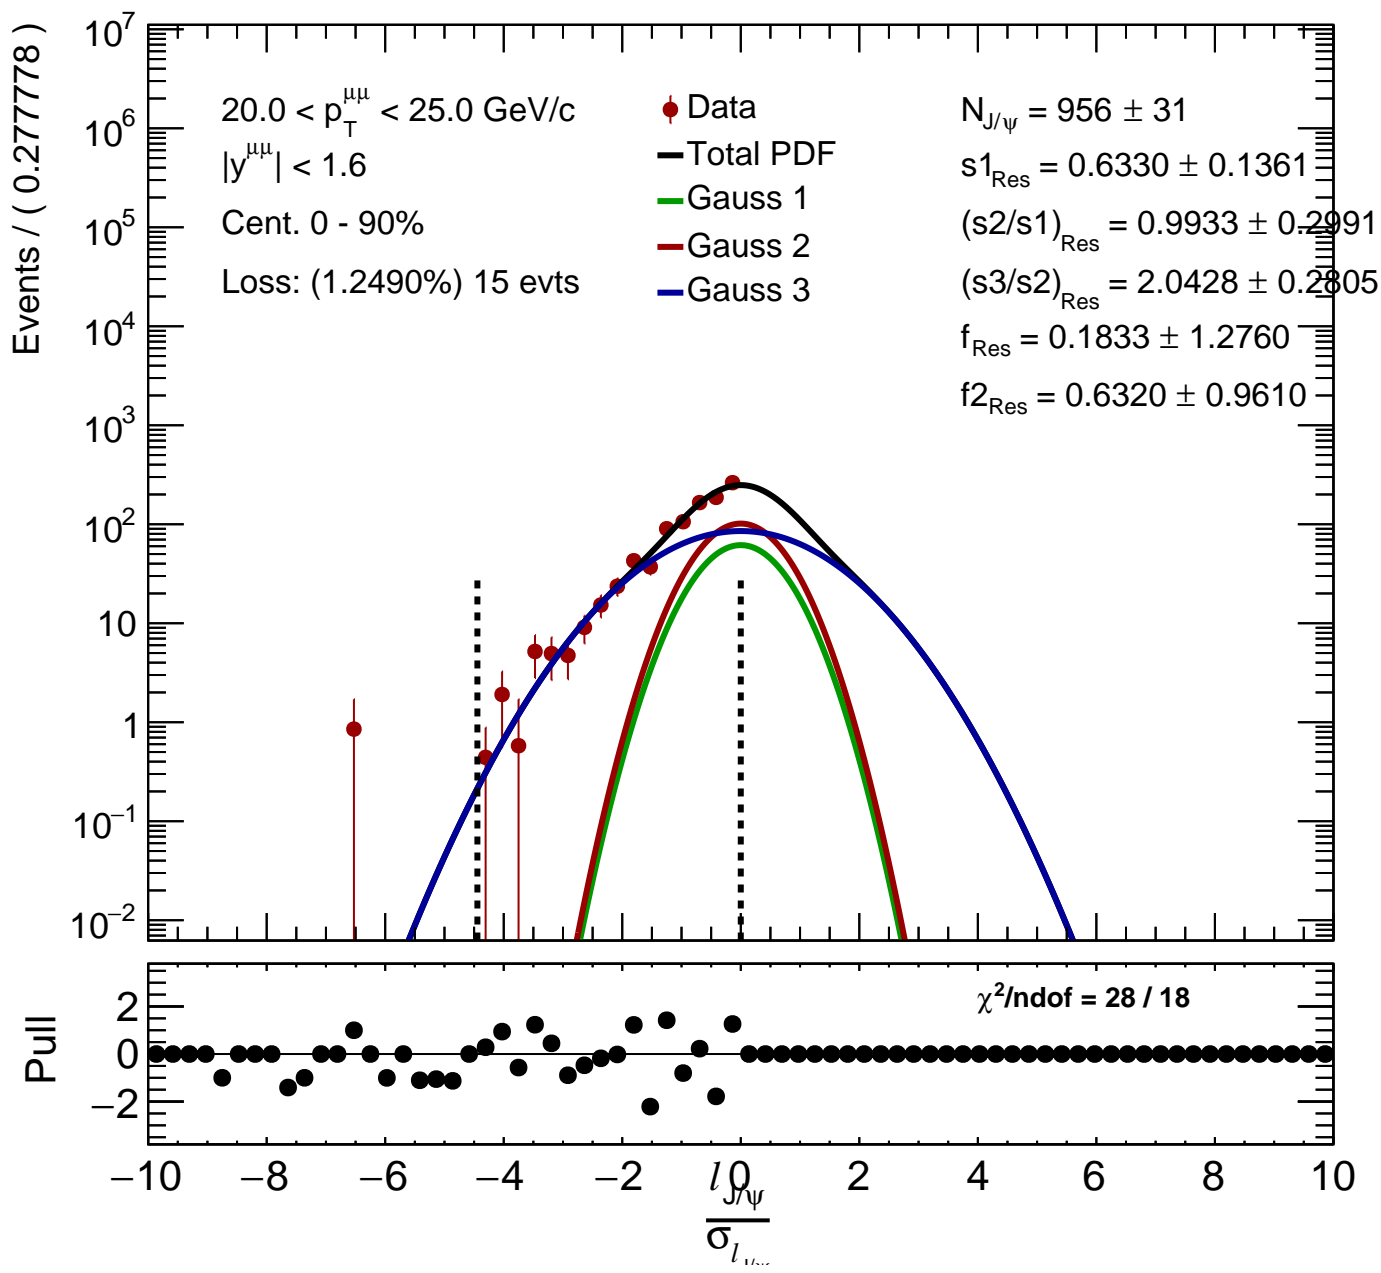 Events / ( 0.2777778 )
10^7
10^6
10^5
10^4
10^3
10^2
10
1
10^−1
10^−2
20.0 < p_T^μμ < 25.0 GeV/c
|y^μμ| < 1.6
Cent. 0 - 90%
Loss: (1.2490%) 15 evts
Data
Total PDF
Gauss 1
Gauss 2
Gauss 3
N_J/ψ = 956 ± 31
s1_Res = 0.6330 ± 0.1361
(s2/s1)_Res = 0.9933 ± 0.2991
(s3/s2)_Res = 2.0428 ± 0.2805
f_Res = 0.1833 ± 1.2760
f2_Res = 0.6320 ± 0.9610
Pull
2
0
−2
χ²/ndof = 28 / 18
−10 −8 −6 −4 −2 0 2 4 6 8 10
l_J/ψ
σ_l_J/ψ